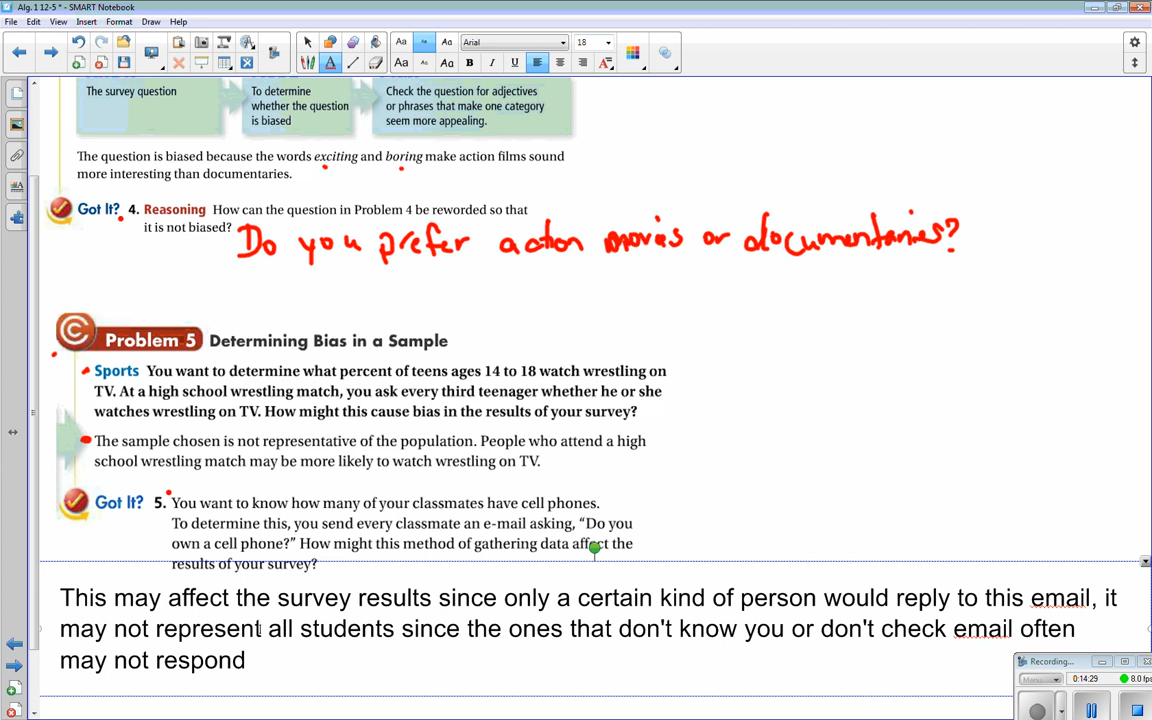 Alg.1 12-5 * - SMART Notebook
File Edit View Insert Format Draw Help
Aa Aa Aa Arial 18
Aa Aa Aa B I U
The survey question
To determine
whether the question
is biased
Check the question for adjectives
or phrases that make one category
seem more appealing.
The question is biased because the words exciting and boring make action films sound
more interesting than documentaries.
Got It? 4. Reasoning How can the question in Problem 4 be reworded so that
it is not biased?
Do you prefer action movies or documentaries?
Problem 5 Determining Bias in a Sample
Sports You want to determine what percent of teens ages 14 to 18 watch wrestling on
TV. At a high school wrestling match, you ask every third teenager whether he or she
watches wrestling on TV. How might this cause bias in the results of your survey?
The sample chosen is not representative of the population. People who attend a high
school wrestling match may be more likely to watch wrestling on TV.
Got It? 5. You want to know how many of your classmates have cell phones.
To determine this, you send every classmate an e-mail asking, “Do you
own a cell phone?” How might this method of gathering data affect the
results of your survey?
This may affect the survey results since only a certain kind of person would reply to this email, it
may not represent all students since the ones that don't know you or don't check email often
may not respond
Recording...
Menu 0:14:29 8.0 fps